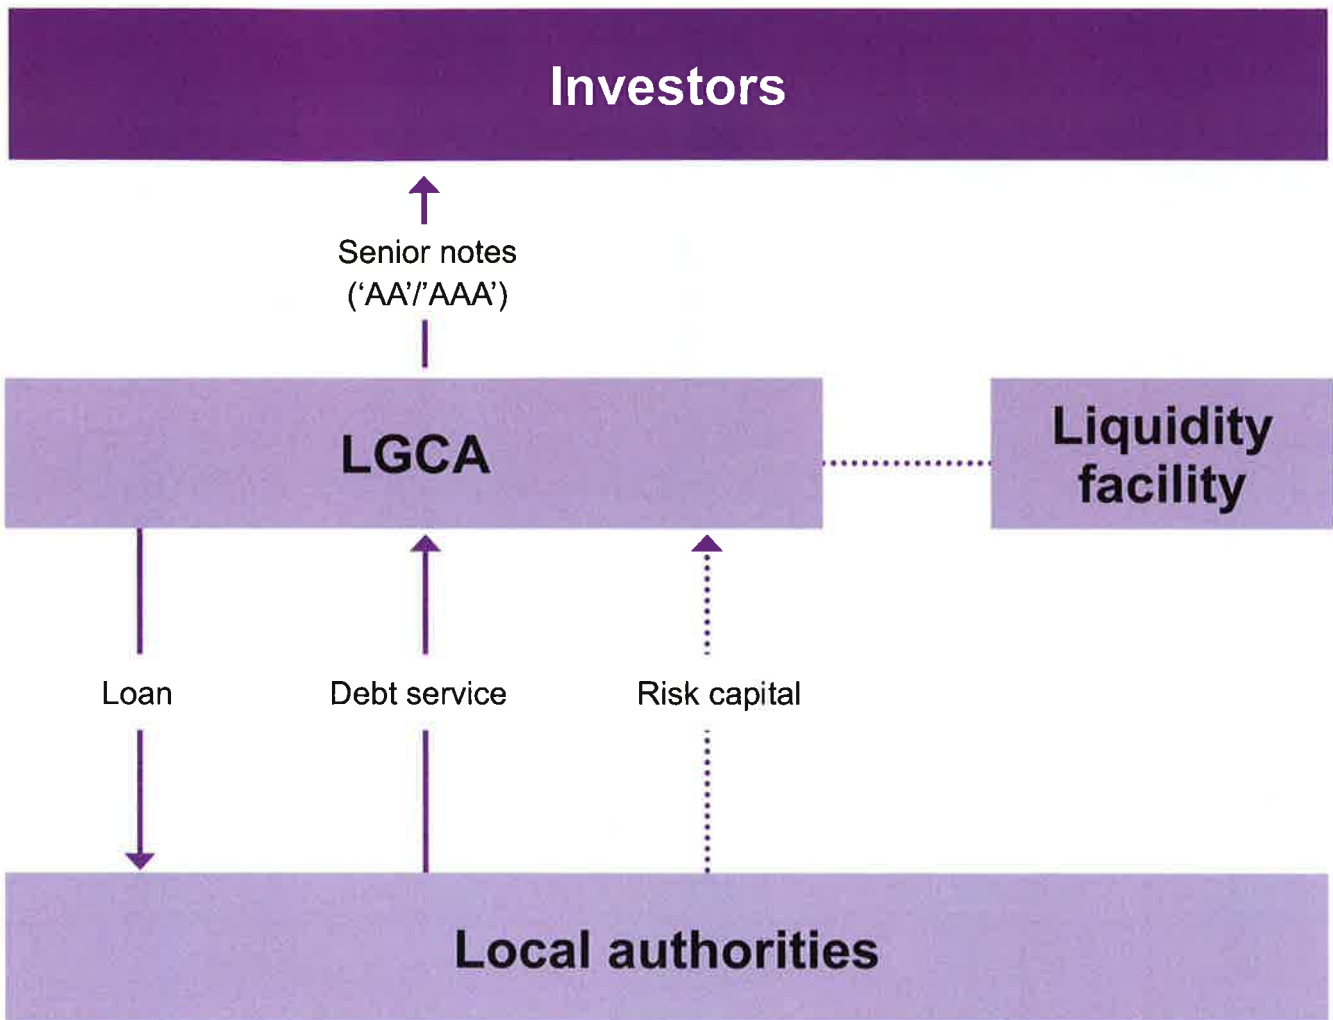 Investors
Senior notes
(‘AA’/’AAA’)
LGCA
Liquidity
facility
Loan
Debt service
Risk capital
Local authorities